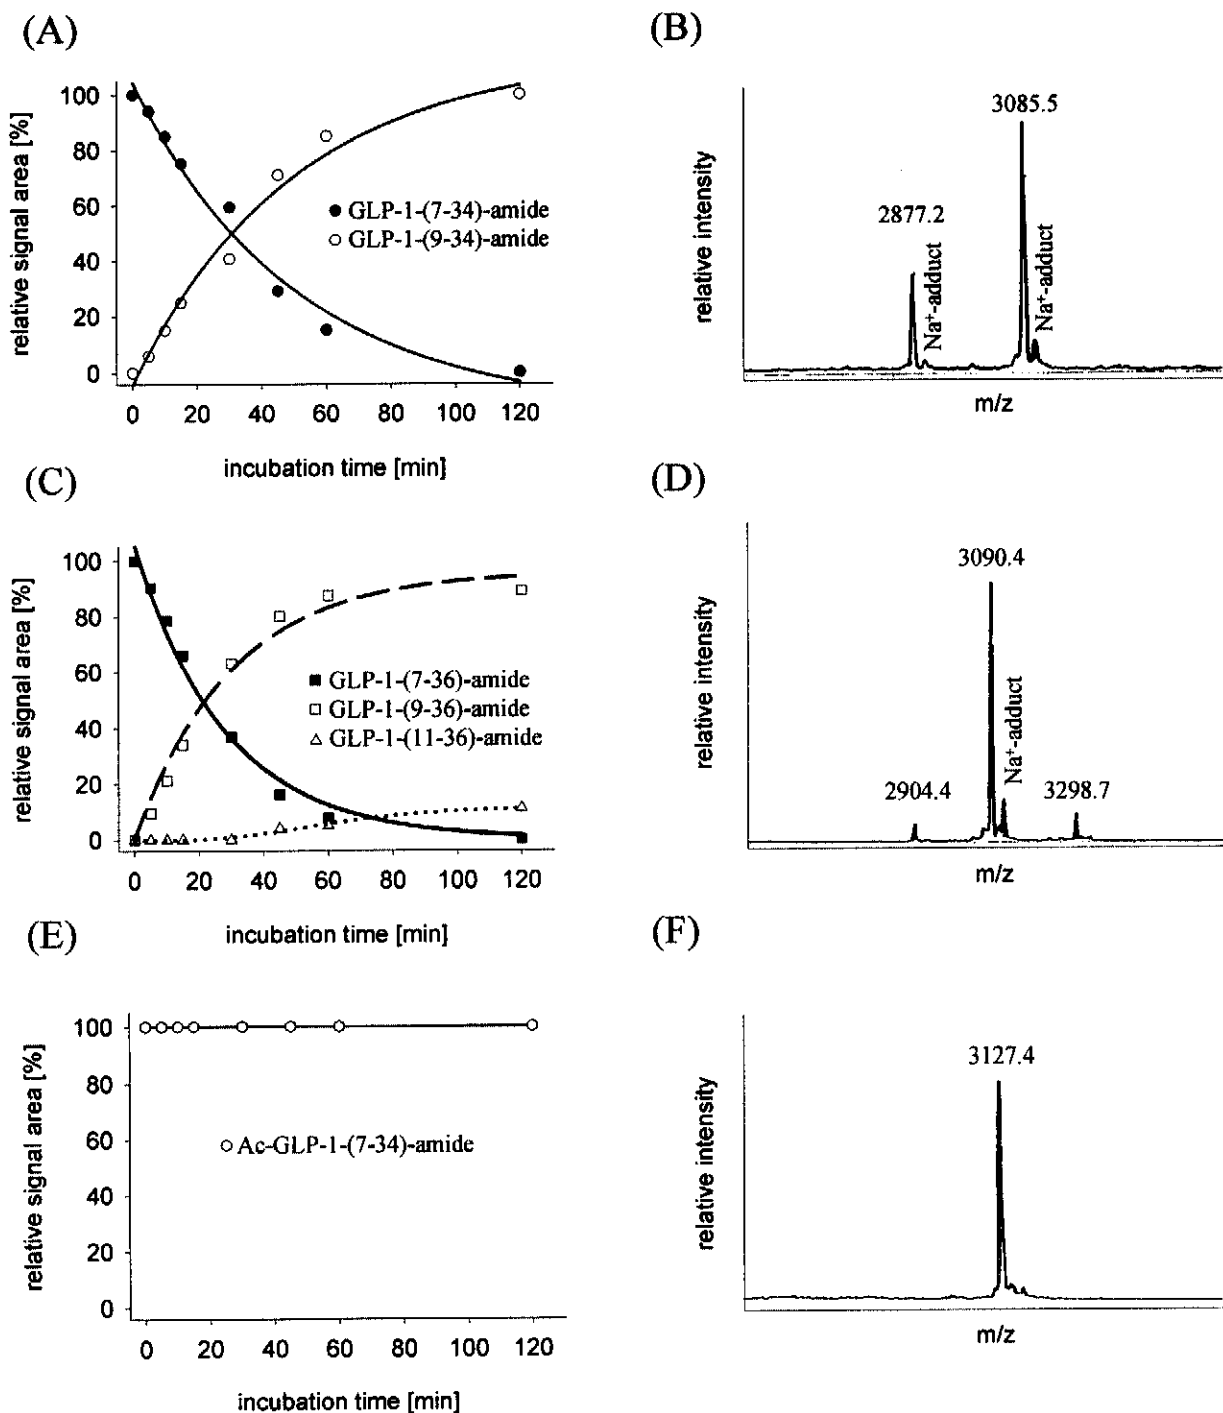 (A)
relative signal area [%]
100
80
60
40
20
0
● GLP-1-(7-34)-amide
○ GLP-1-(9-34)-amide
0 20 40 60 80 100 120
incubation time [min]
(B)
relative intensity
2877.2
Na⁺-adduct
3085.5
Na⁺-adduct
m/z
(C)
relative signal area [%]
100
80
60
40
20
0
■ GLP-1-(7-36)-amide
□ GLP-1-(9-36)-amide
△ GLP-1-(11-36)-amide
0 20 40 60 80 100 120
incubation time [min]
(D)
relative intensity
2904.4
3090.4
Na⁺-adduct
3298.7
m/z
(E)
relative signal area [%]
100
80
60
40
20
0
○ Ac-GLP-1-(7-34)-amide
0 20 40 60 80 100 120
incubation time [min]
(F)
relative intensity
3127.4
m/z